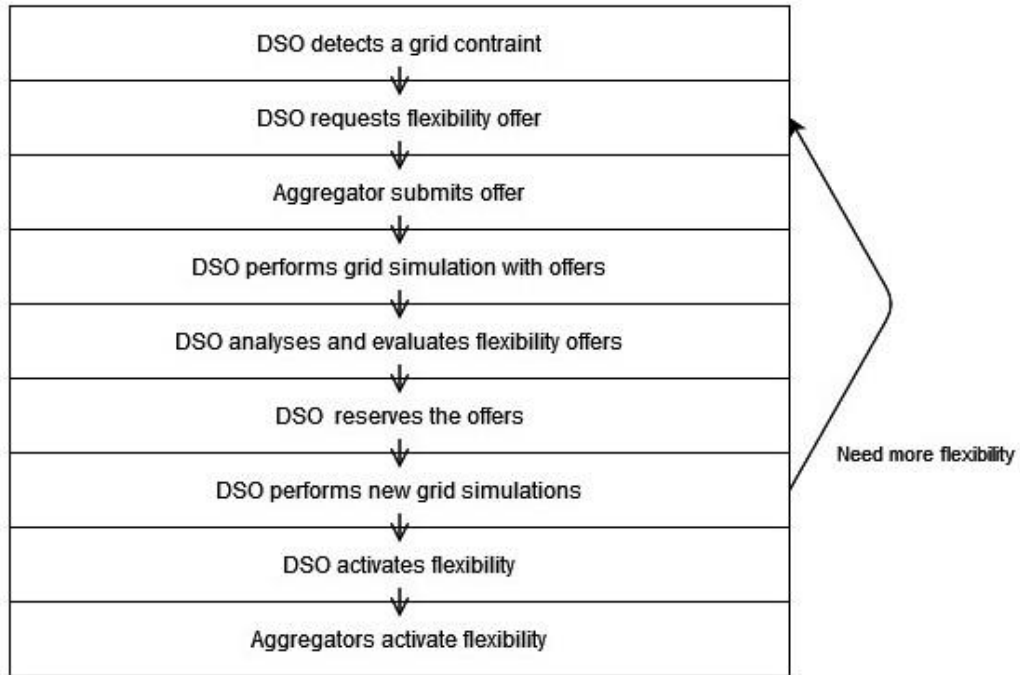 DSO detects a grid contraint
DSO requests flexibility offer
Aggregator submits offer
DSO performs grid simulation with offers
DSO analyses and evaluates flexibility offers
DSO reserves the offers
Need more flexibility
DSO performs new grid simulations
DSO activates flexibility
Aggregators activate flexibility